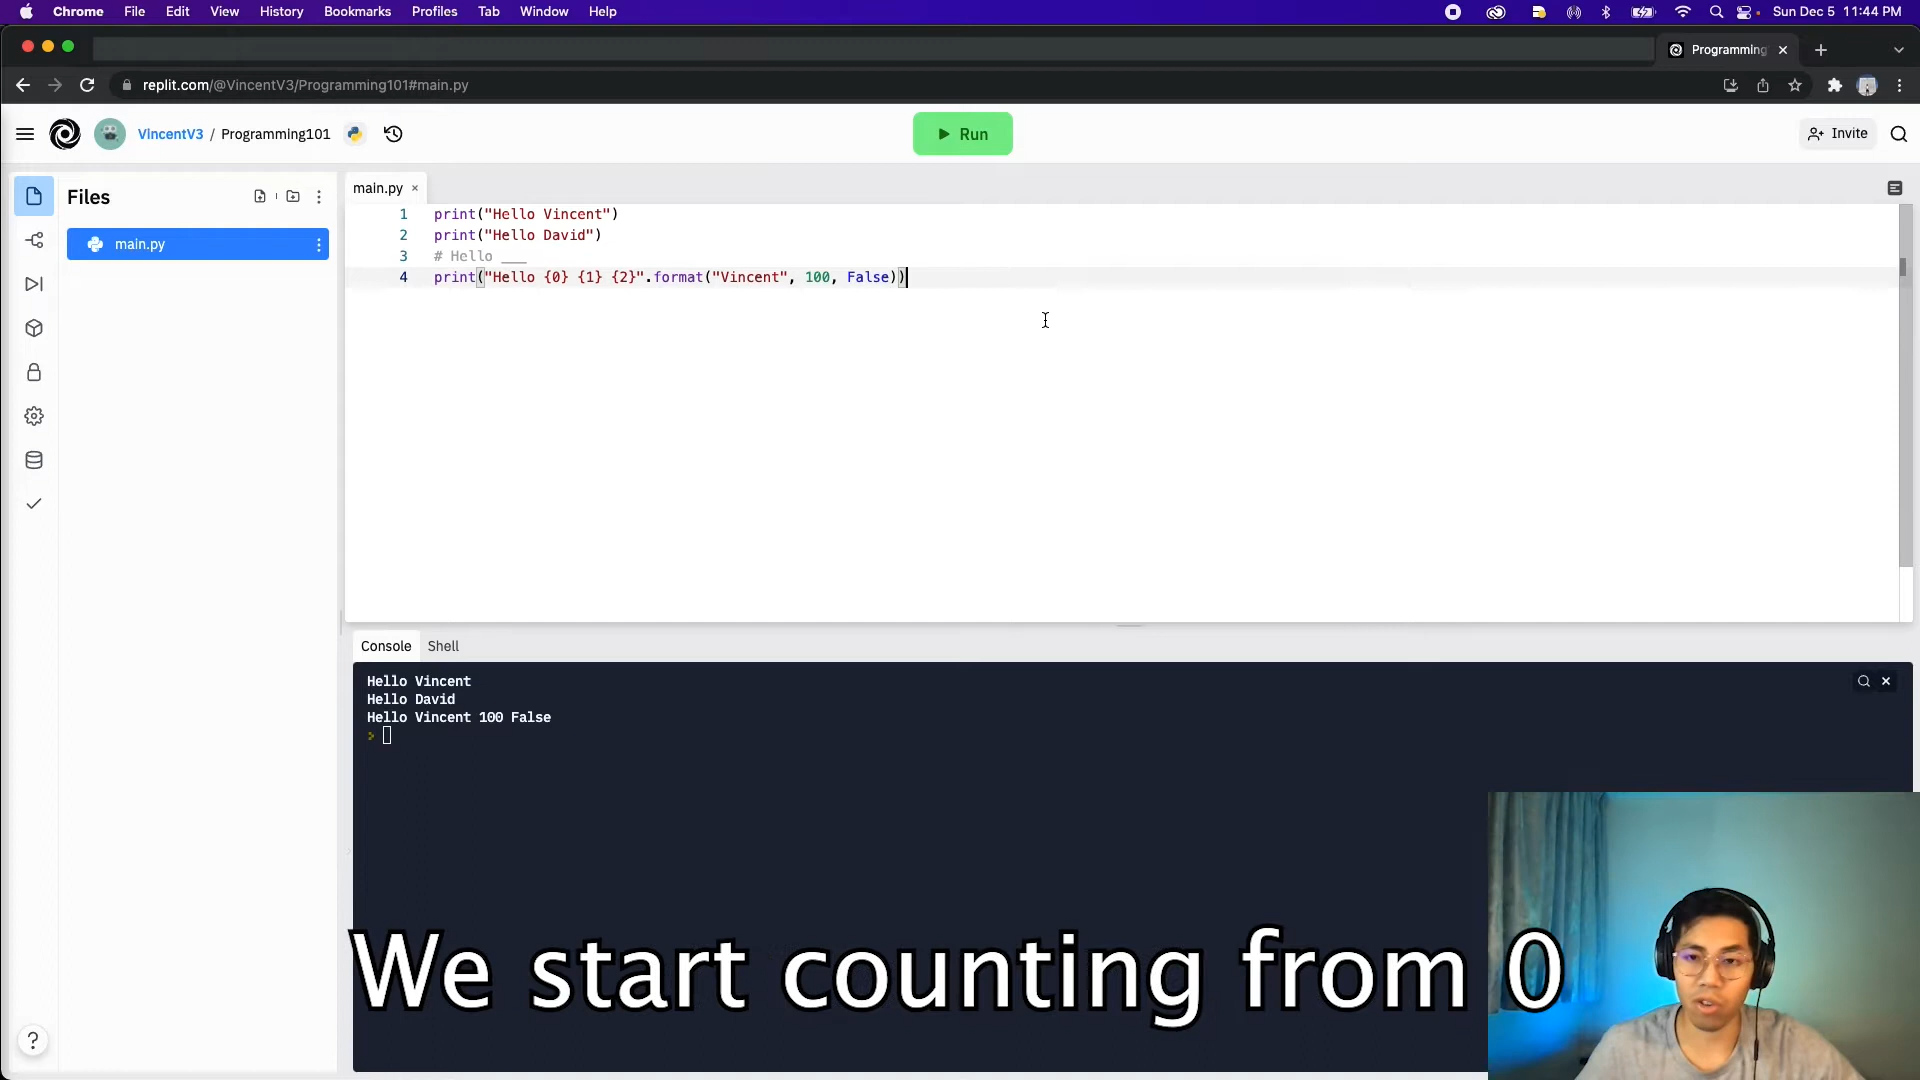 Chrome File Edit View History Bookmarks Profiles Tab Window Help Sun Dec 5 11:44 PM
Programming
replit.com/@VincentV3/Programming101#main.py
VincentV3 / Programming101 Run Invite
Files
main.py
main.py
1 print("Hello Vincent")
2 print("Hello David")
3 # Hello ___
4 print("Hello {0} {1} {2}".format("Vincent", 100, False))
Console Shell
Hello Vincent
Hello David
Hello Vincent 100 False
>
We start counting from 0
?